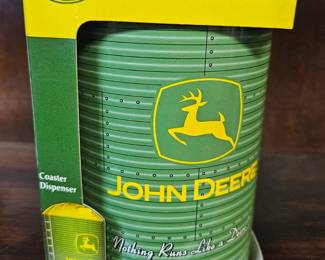 Coaster
Dispenser
JOHN DEERE
Nothing Runs Like a Deere